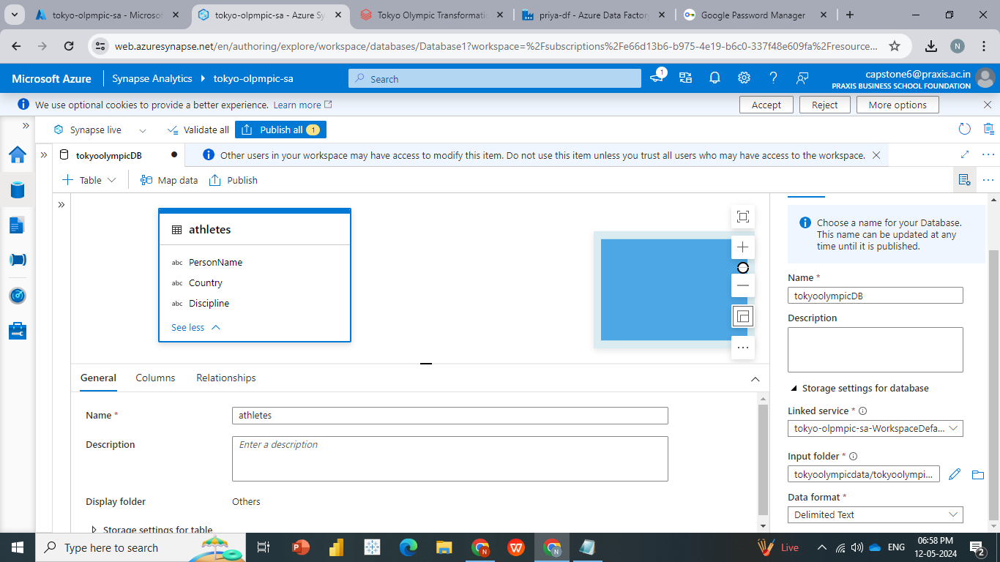 tokyo-olpmpic-sa - Microsof
tokyo-olpmpic-sa - Azure Sy
Tokyo Olympic Transformati
priye-df - Azure Data Factor
Google Password Manager
web.azuresynapse.net/en/authoring/explore/workspace/databases/Database1?workspace=%2Fsubscriptions%2Fe66d13b6-b975-4e19-b6c0-337f48e609fa%2Fresource...
N
Microsoft Azure
Synapse Analytics
tokyo-olpmpic-sa
Search
1
capstone6@praxis.ac.in
PRAXIS BUSINESS SCHOOL FOUNDATION
We use optional cookies to provide a better experience. Learn more
Accept
Reject
More options
Synapse live
Validate all
Publish all 1
tokyoolympicDB
Other users in your workspace may have access to modify this item. Do not use this item unless you trust all users who may have access to the workspace.
Table
Map data
Publish
athletes
abc PersonName
abc Country
abc Discipline
See less
General
Columns
Relationships
Name *
athletes
Description
Enter a description
Display folder
Others
Storage settings for table
Choose a name for your Database.
This name can be updated at any
time until it is published.
Name *
tokyoolympicDB
Description
Storage settings for database
Linked service *
tokyo-olpmpic-sa-WorkspaceDefa...
Input folder *
tokyoolympicdata/tokyoolympi...
Data format *
Delimited Text
Type here to search
Live
ENG
06:58 PM
12-05-2024
2